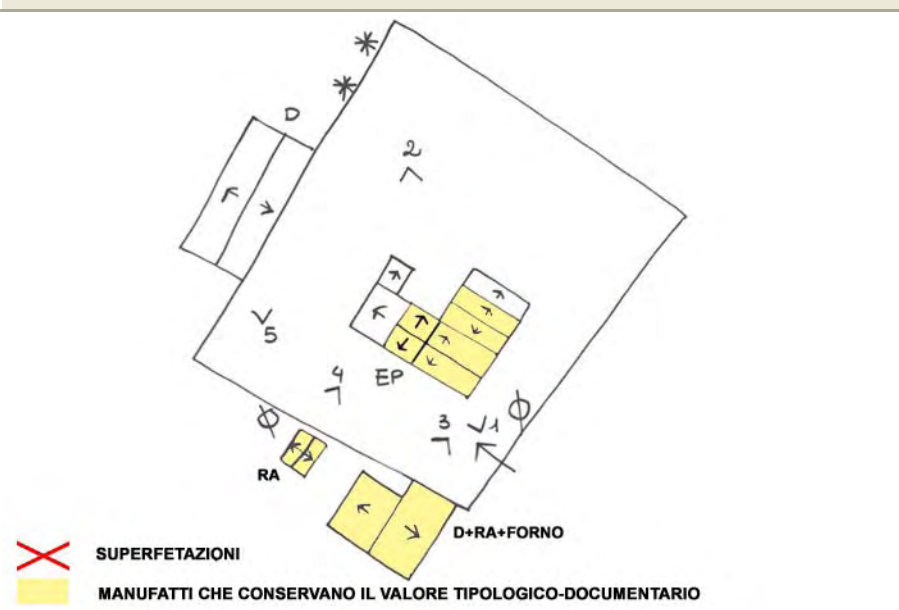 D
2
5
4
EP
3
1
RA
D+RA+FORNO
SUPERFETAZIONI
MANUFATTI CHE CONSERVANO IL VALORE TIPOLOGICO-DOCUMENTARIO